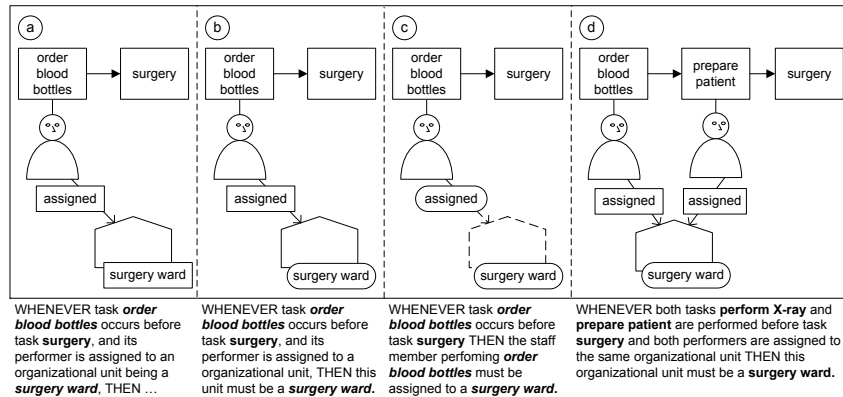 a
order
blood
bottles
surgery
assigned
surgery ward
WHENEVER task order
blood bottles occurs before
task surgery, and its
performer is assigned to an
organizational unit being a
surgery ward, THEN …
b
order
blood
bottles
surgery
assigned
surgery ward
WHENEVER task order
blood bottles occurs before
task surgery, and its
performer is assigned to a
organizational unit, THEN this
unit must be a surgery ward.
c
order
blood
bottles
surgery
assigned
surgery ward
WHENEVER task order
blood bottles occurs before
task surgery THEN the staff
member perfoming order
blood bottles must be
assigned to a surgery ward.
d
order
blood
bottles
prepare
patient
surgery
assigned
assigned
surgery ward
WHENEVER both tasks perform X-ray and
prepare patient are performed before task
surgery and both performers are assigned to
the same organizational unit THEN this
organizational unit must be a surgery ward.